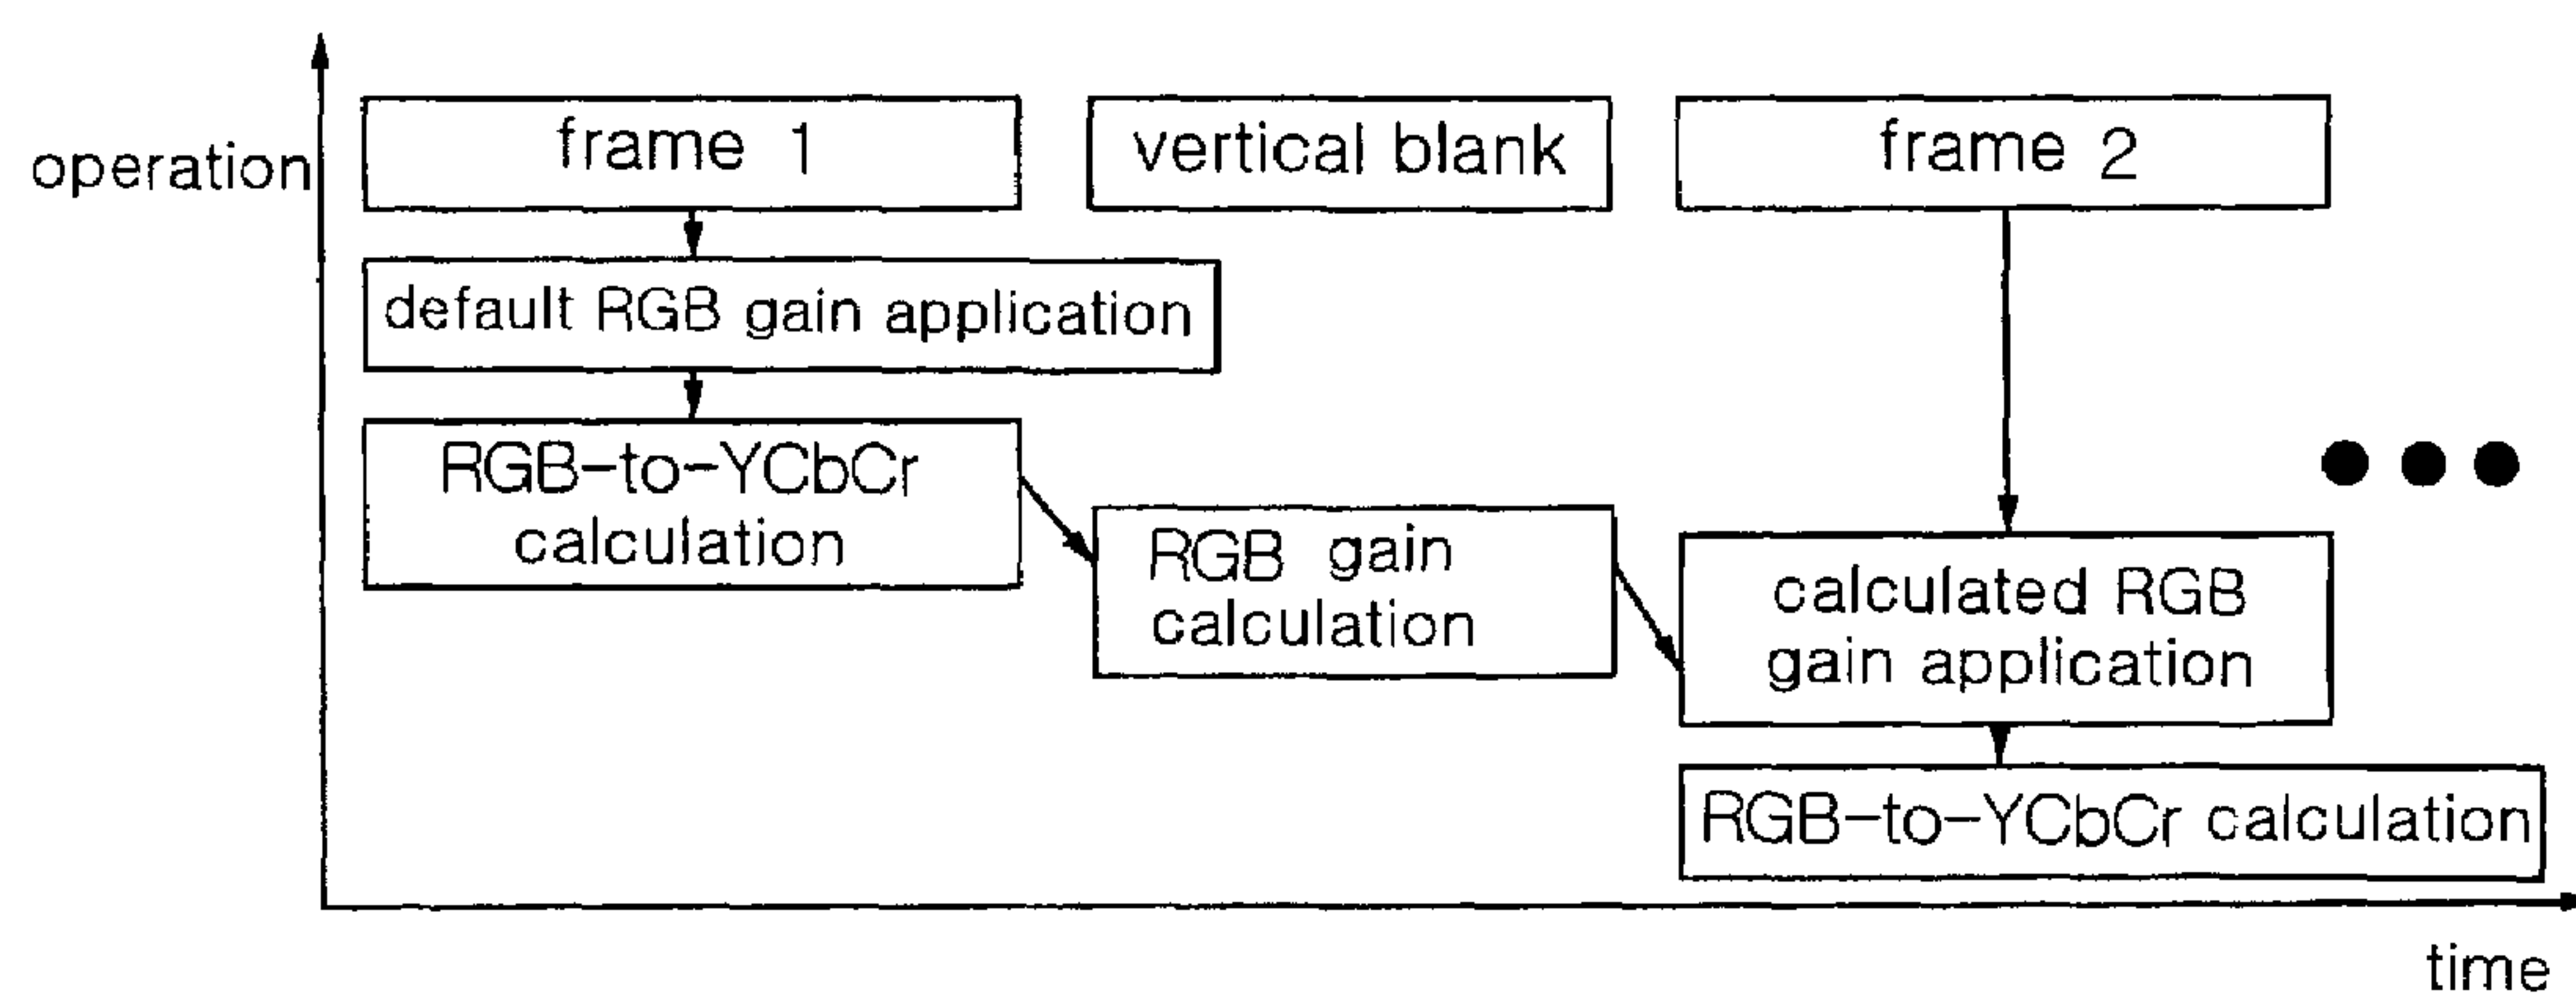 operation
frame 1
vertical blank
frame 2
default RGB gain application
RGB-to-YCbCr
calculation
RGB gain
calculation
calculated RGB
gain application
RGB-to-YCbCr calculation
time